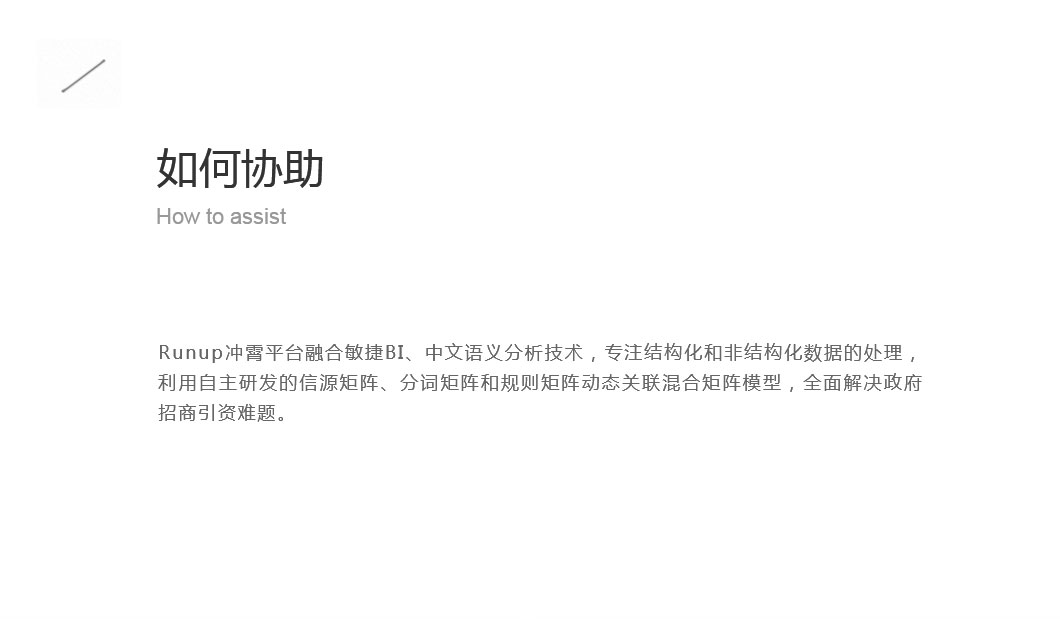 如何协助
How to assist
Runup冲霄平台融合敏捷BI、中文语义分析技术，专注结构化和非结构化数据的处理，
利用自主研发的信源矩阵、分词矩阵和规则矩阵动态关联混合矩阵模型，全面解决政府
招商引资难题。